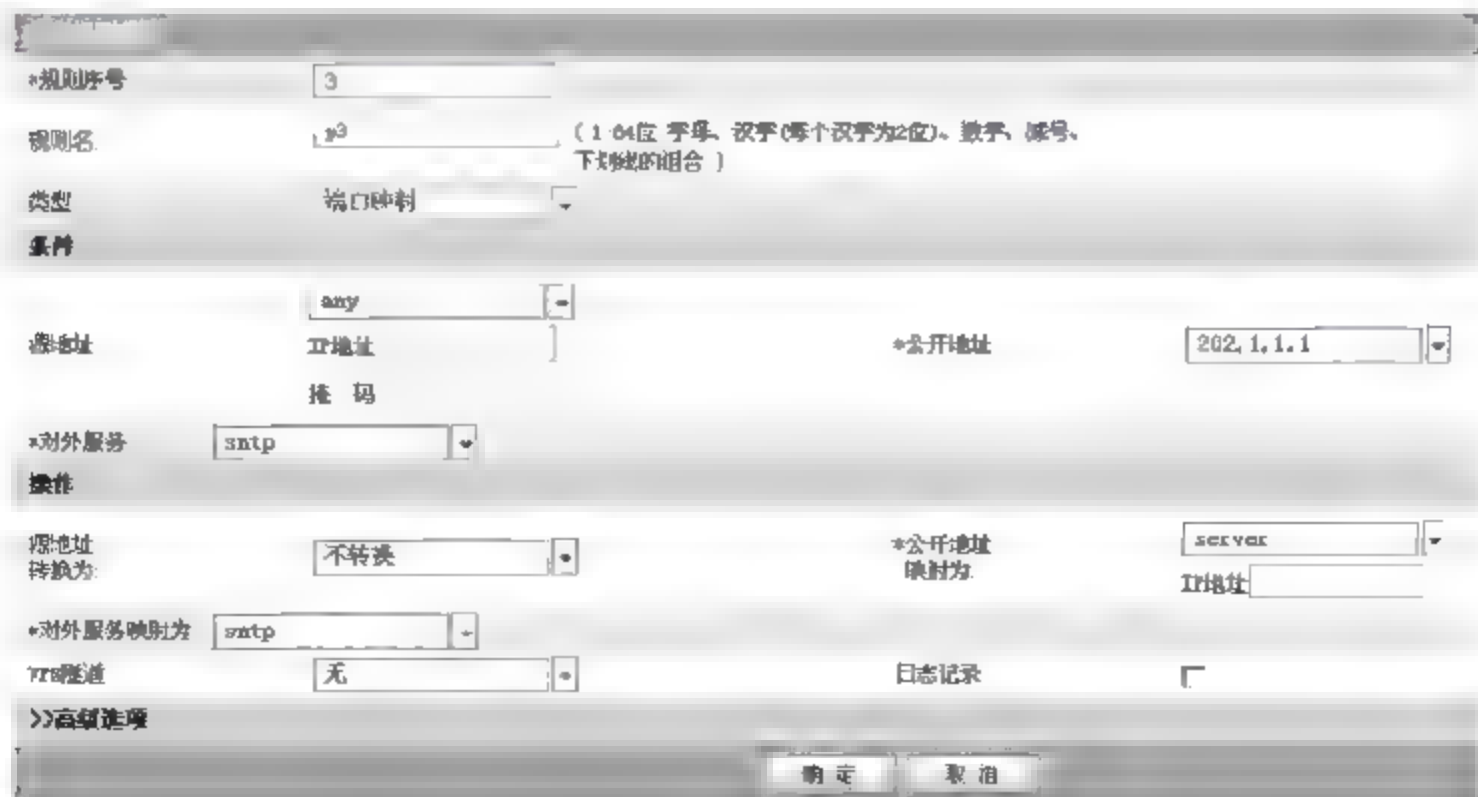 *规则序号 3
规则名: p3 (1-64位 字母、汉字(每个汉字为2位)、数字、减号、
下划线的组合 )
类型 端口映射
条件
any
源地址 IP地址 *公开地址 202.1.1.1
掩 码
*对外服务 sntp
操作
源地址 不转换 *公开地址 server
转换为: 映射为: IP地址
*对外服务映射为 sntp
VPN隧道 无 日志记录
>>高级选项
确 定 取 消